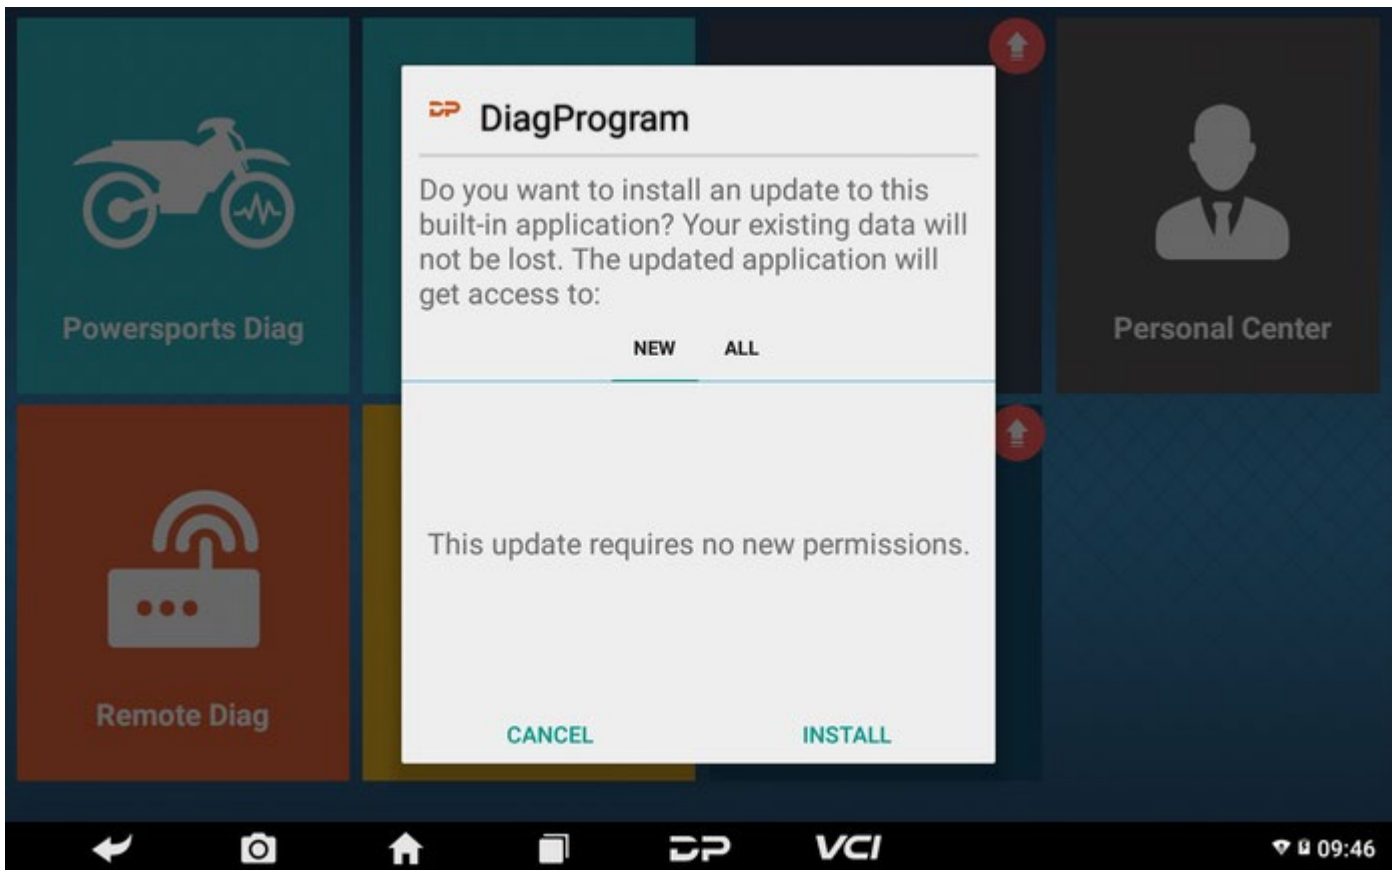 DP DiagProgram
Do you want to install an update to this
built-in application? Your existing data will
not be lost. The updated application will
get access to:
NEW ALL
This update requires no new permissions.
CANCEL INSTALL
Powersports Diag
Personal Center
Remote Diag
DP VCI 09:46